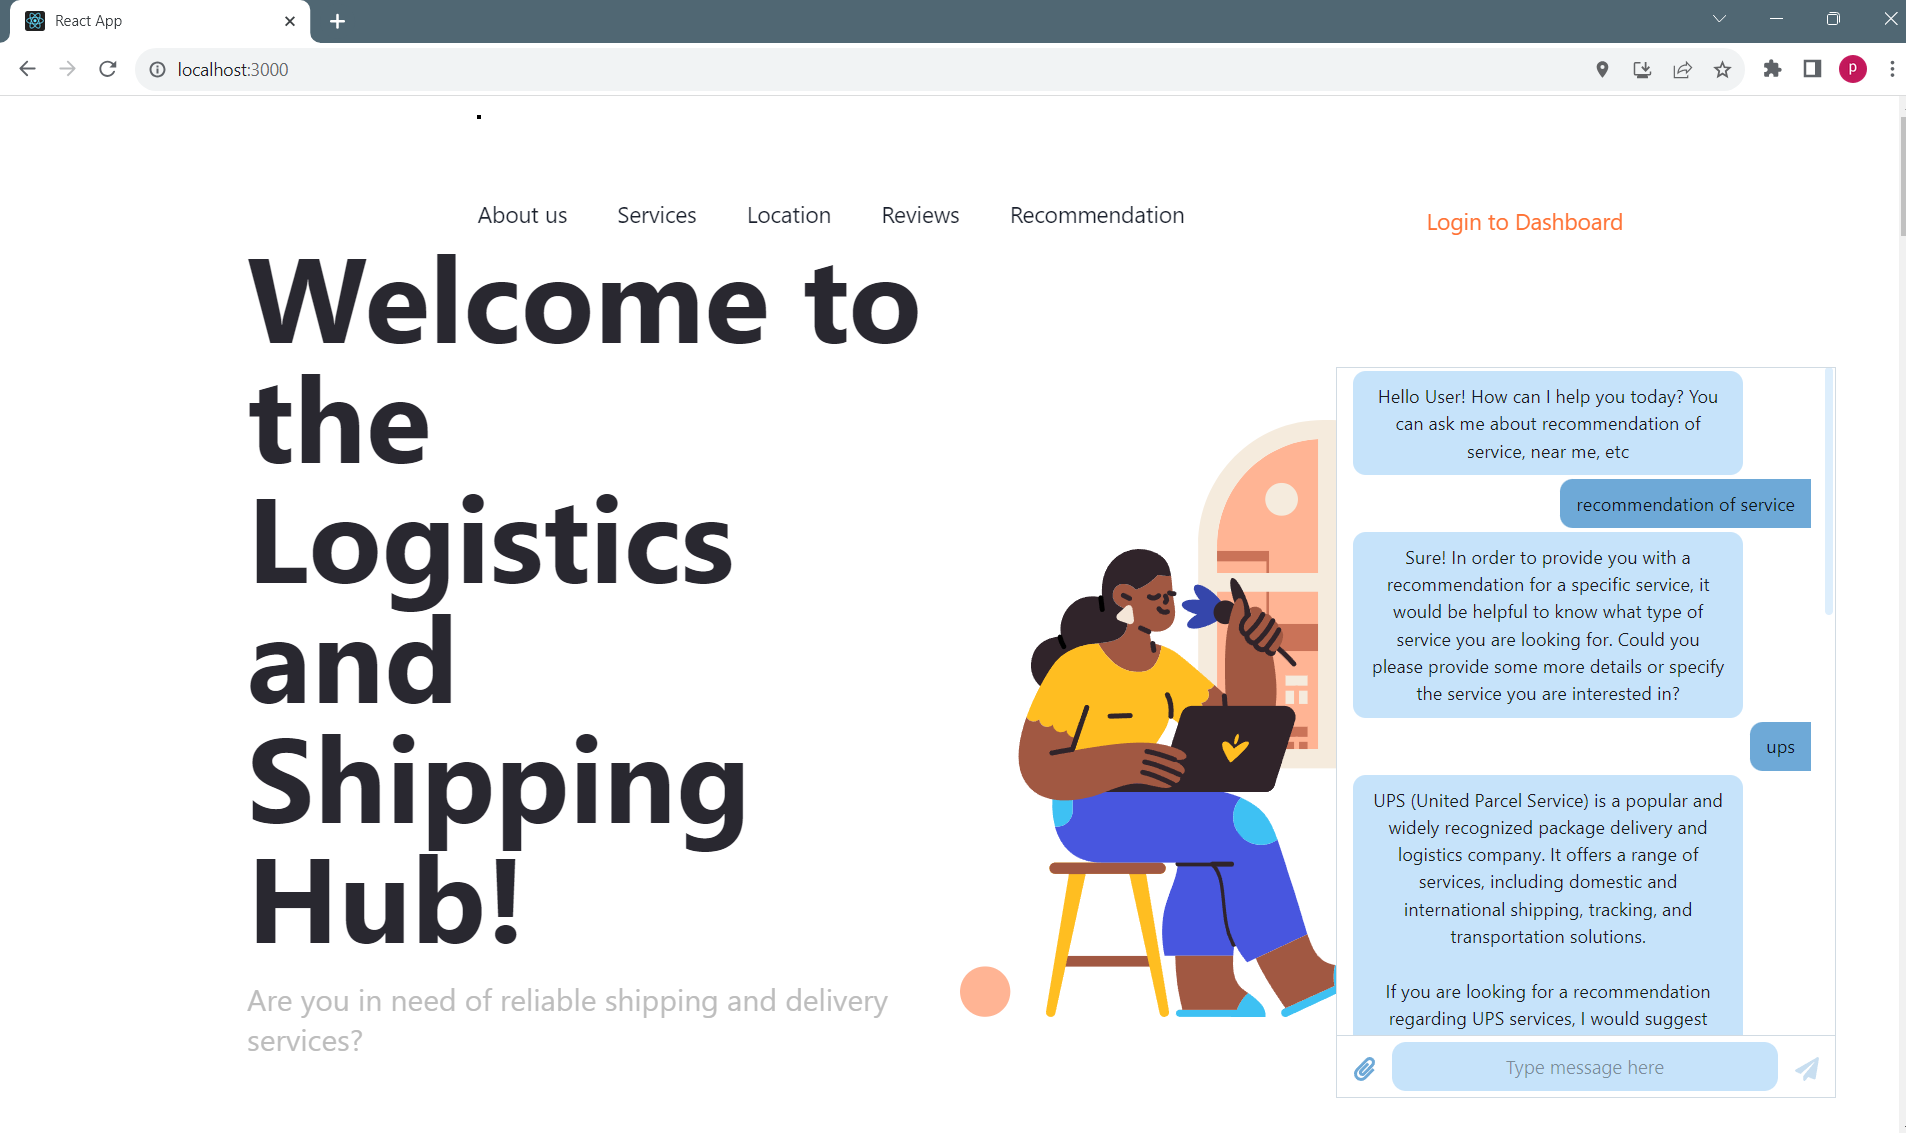 React App
localhost:3000
P
About us Services Location Reviews Recommendation
Login to Dashboard
Welcome to
the
Logistics
and
Shipping
Hub!
Are you in need of reliable shipping and delivery
services?
Hello User! How can I help you today? You
can ask me about recommendation of
service, near me, etc
recommendation of service
Sure! In order to provide you with a
recommendation for a specific service, it
would be helpful to know what type of
service you are looking for. Could you
please provide some more details or specify
the service you are interested in?
ups
UPS (United Parcel Service) is a popular and
widely recognized package delivery and
logistics company. It offers a range of
services, including domestic and
international shipping, tracking, and
transportation solutions.
If you are looking for a recommendation
regarding UPS services, I would suggest
Type message here